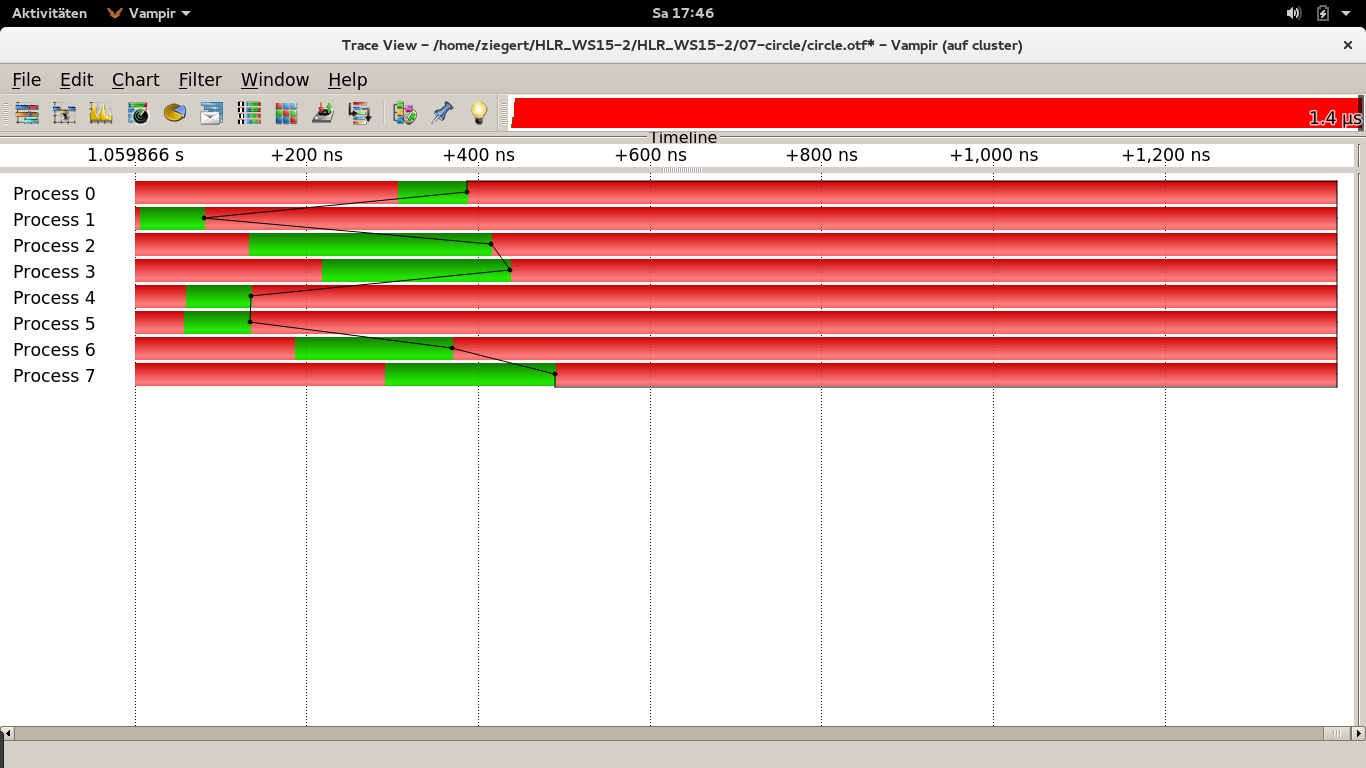 Aktivitäten Vampir Sa 17:46
Trace View – /home/ziegert/HLR_WS15-2/HLR_WS15-2/07-circle/circle.otf* – Vampir (auf cluster)
File Edit Chart Filter Window Help
1.4 µs
Timeline
1.059866 s +200 ns +400 ns +600 ns +800 ns +1,000 ns +1,200 ns
Process 0
Process 1
Process 2
Process 3
Process 4
Process 5
Process 6
Process 7